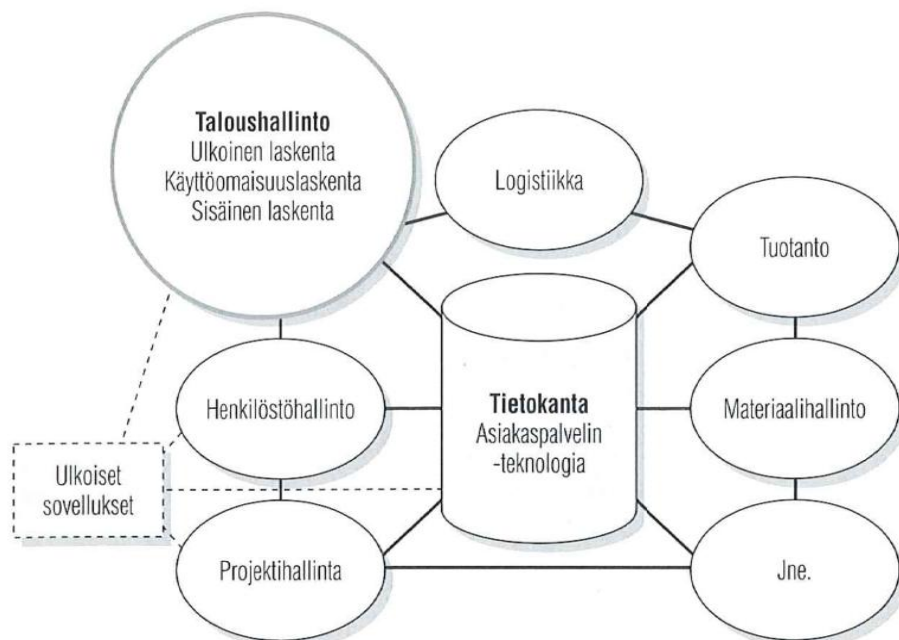 Taloushallinto
Ulkoinen laskenta
Käyttöomaisuuslaskenta
Sisäinen laskenta
Logistiikka
Tuotanto
Tietokanta
Asiakaspalvelin
-teknologia
Henkilöstöhallinto
Materiaalihallinto
Ulkoiset
sovellukset
Projektihallinta
Jne.